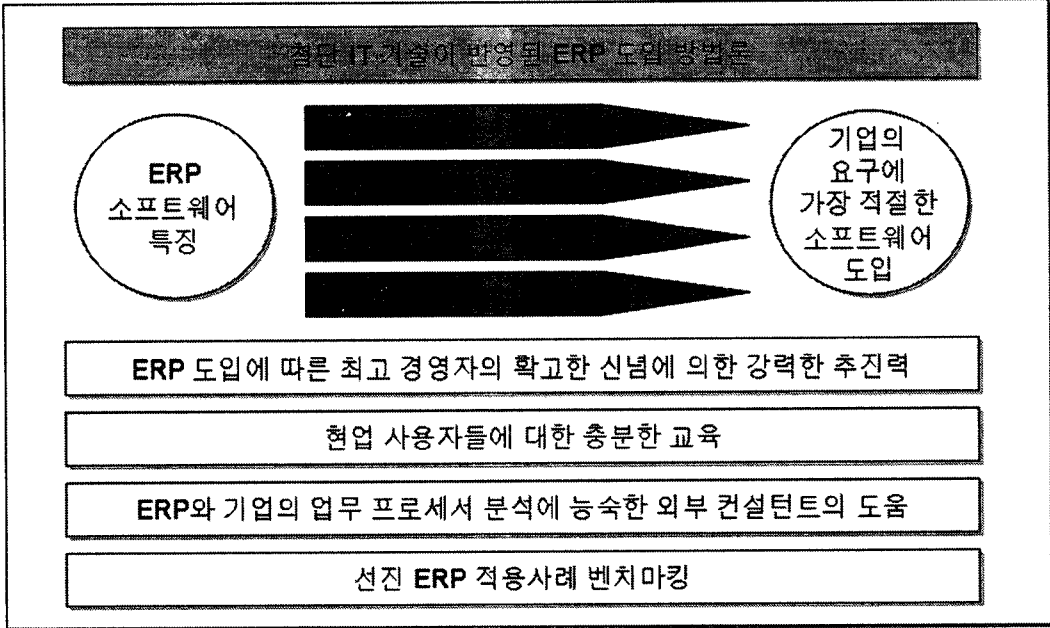 첨단 IT 기술이 반영된 ERP 도입 방법론
ERP
소프트웨어
특징
기업의
요구에
가장 적절한
소프트웨어
도입
ERP 도입에 따른 최고 경영자의 확고한 신념에 의한 강력한 추진력
현업 사용자들에 대한 충분한 교육
ERP와 기업의 업무 프로세서 분석에 능숙한 외부 컨설턴트의 도움
선진 ERP 적용사례 벤치마킹